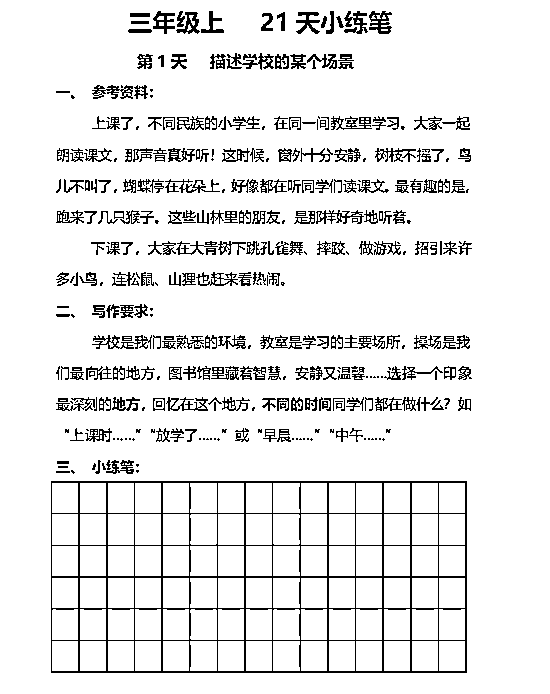 三年级上 21天小练笔
第1天 描述学校的某个场景
一、 参考资料：
上课了，不同民族的小学生，在同一间教室里学习。大家一起
朗读课文，那声音真好听！这时候，窗外十分安静，树枝不摇了，鸟
儿不叫了，蝴蝶停在花朵上，好像都在听同学们读课文。最有趣的是，
跑来了几只猴子。这些山林里的朋友，是那样好奇地听着。
下课了，大家在大青树下跳孔雀舞、摔跤、做游戏，招引来许
多小鸟，连松鼠、山狸也赶来看热闹。
二、 写作要求：
学校是我们最熟悉的环境，教室是学习的主要场所，操场是我
们最向往的地方，图书馆里藏着智慧，安静又温馨……选择一个印象
最深刻的地方，回忆在这个地方，不同的时间同学们都在做什么？如
“上课时……”“放学了……”或“早晨……”“中午……”
三、 小练笔：